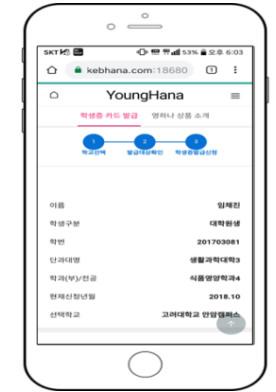 SKT 53% 오후 6:03
kebhana.com:18680 1
YoungHana
학생증 카드 발급 영하나 상품 소개
1 2 3
학교선택 발급대상확인 학생증발급신청
이름 임채진
학생구분 대학원생
학번 201703081
단과대명 생활과학대학3
학과(부)/전공 식품영양학과4
현재신청년월 2018.10
선택학교 고려대학교 안암캠퍼스